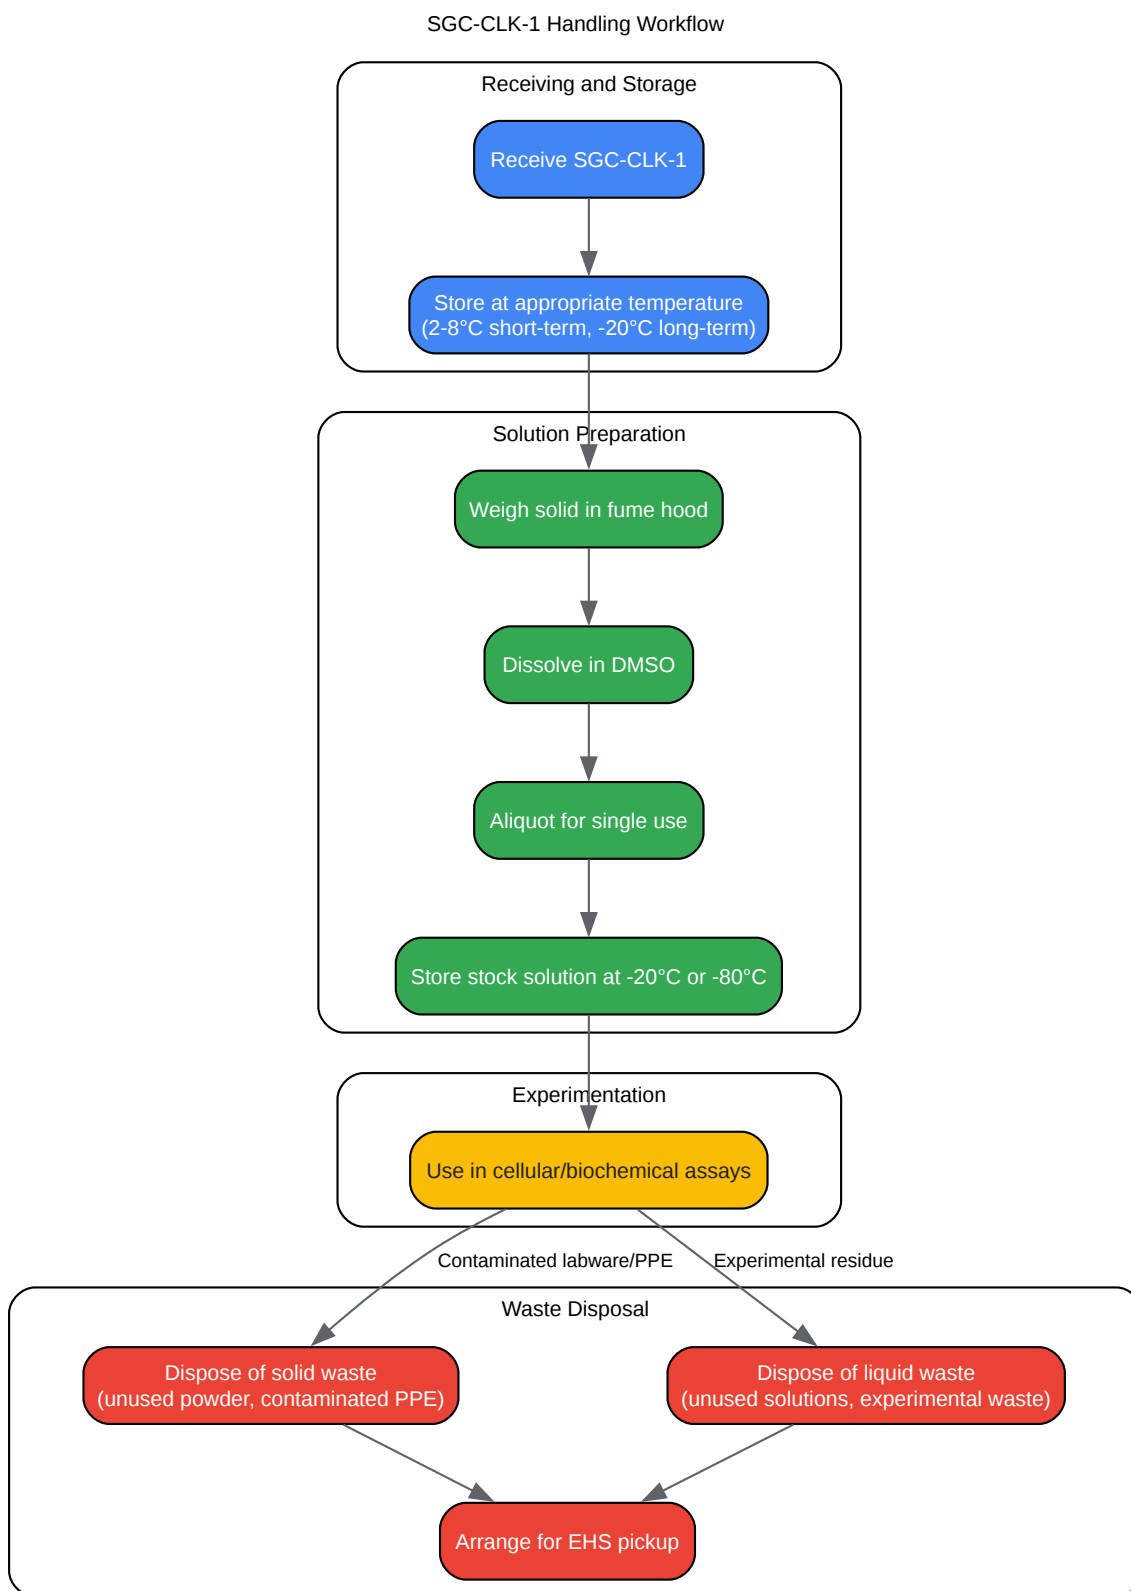 SGC-CLK-1 Handling Workflow
Receiving and Storage
Receive SGC-CLK-1
Store at appropriate temperature
(2-8°C short-term, -20°C long-term)
Solution Preparation
Weigh solid in fume hood
Dissolve in DMSO
Aliquot for single use
Store stock solution at -20°C or -80°C
Experimentation
Use in cellular/biochemical assays
Contaminated labware/PPE
Experimental residue
Waste Disposal
Dispose of solid waste
(unused powder, contaminated PPE)
Dispose of liquid waste
(unused solutions, experimental waste)
Arrange for EHS pickup